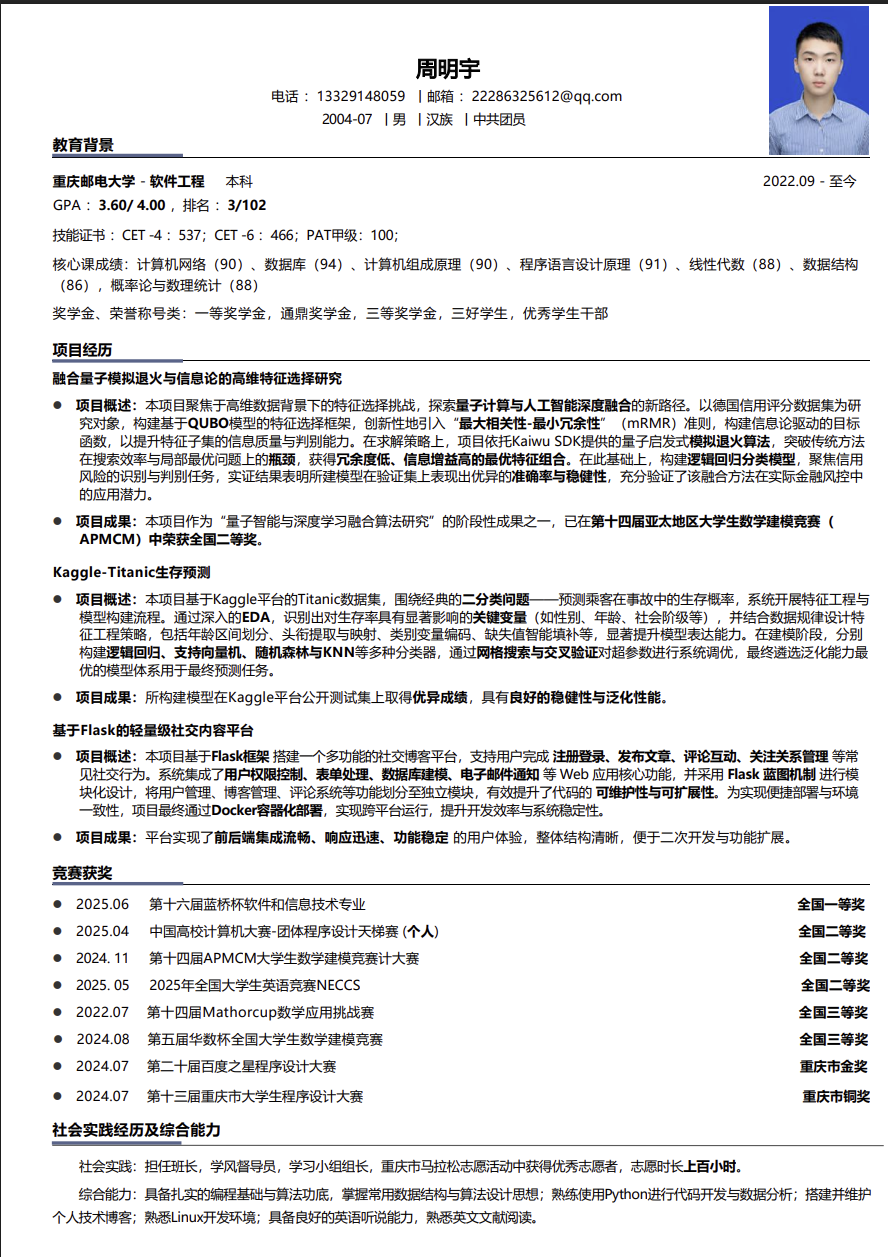 周明宇
电话 ：13329148059 | 邮箱 ：22286325612@qq.com
2004-07 | 男 | 汉族 | 中共团员
教育背景
重庆邮电大学 - 软件工程 本科 2022.09 - 至今
GPA ：3.60/ 4.00 ，排名 ：3/102
技能证书 ：CET -4 ：537；CET -6 ：466；PAT甲级：100；
核心课成绩：计算机网络（90）、数据库（94）、计算机组成原理（90）、程序语言设计原理（91）、线性代数（88）、数据结构
（86），概率论与数理统计（88）
奖学金、荣誉称号类：一等奖学金，通鼎奖学金，三等奖学金，三好学生，优秀学生干部
项目经历
融合量子模拟退火与信息论的高维特征选择研究
● 项目概述：本项目聚焦于高维数据背景下的特征选择挑战，探索量子计算与人工智能深度融合的新路径。以德国信用评分数据集为研
究对象，构建基于QUBO模型的特征选择框架，创新性地引入“最大相关性-最小冗余性”（mRMR）准则，构建信息论驱动的目标
函数，以提升特征子集的信息质量与判别能力。在求解策略上，项目依托Kaiwu SDK提供的量子启发式模拟退火算法，突破传统方法
在搜索效率与局部最优问题上的瓶颈，获得冗余度低、信息增益高的最优特征组合。在此基础上，构建逻辑回归分类模型，聚焦信用
风险的识别与判别任务，实证结果表明所建模型在验证集上表现出优异的准确率与稳健性，充分验证了该融合方法在实际金融风控中
的应用潜力。
● 项目成果：本项目作为“量子智能与深度学习融合算法研究”的阶段性成果之一，已在第十四届亚太地区大学生数学建模竞赛（
APMCM）中荣获全国二等奖。
Kaggle-Titanic生存预测
● 项目概述：本项目基于Kaggle平台的Titanic数据集，围绕经典的二分类问题——预测乘客在事故中的生存概率，系统开展特征工程与
模型构建流程。通过深入的EDA，识别出对生存率具有显著影响的关键变量（如性别、年龄、社会阶级等），并结合数据规律设计特
征工程策略，包括年龄区间划分、头衔提取与映射、类别变量编码、缺失值智能填补等，显著提升模型表达能力。在建模阶段，分别
构建逻辑回归、支持向量机、随机森林与KNN等多种分类器，通过网格搜索与交叉验证对超参数进行系统调优，最终遴选泛化能力最
优的模型体系用于最终预测任务。
● 项目成果：所构建模型在Kaggle平台公开测试集上取得优异成绩，具有良好的稳健性与泛化性能。
基于Flask的轻量级社交内容平台
● 项目概述：本项目基于Flask框架 搭建一个多功能的社交博客平台，支持用户完成 注册登录、发布文章、评论互动、关注关系管理 等常
见社交行为。系统集成了用户权限控制、表单处理、数据库建模、电子邮件通知 等 Web 应用核心功能，并采用 Flask 蓝图机制 进行模
块化设计，将用户管理、博客管理、评论系统等功能划分至独立模块，有效提升了代码的 可维护性与可扩展性。为实现便捷部署与环境
一致性，项目最终通过Docker容器化部署，实现跨平台运行，提升开发效率与系统稳定性。
● 项目成果：平台实现了前后端集成流畅、响应迅速、功能稳定 的用户体验，整体结构清晰，便于二次开发与功能扩展。
竞赛获奖
● 2025.06 第十六届蓝桥杯软件和信息技术专业 全国一等奖
● 2025.04 中国高校计算机大赛-团体程序设计天梯赛 (个人) 全国二等奖
● 2024. 11 第十四届APMCM大学生数学建模竞赛计大赛 全国二等奖
● 2025. 05 2025年全国大学生英语竞赛NECCS 全国二等奖
● 2022.07 第十四届Mathorcup数学应用挑战赛 全国三等奖
● 2024.08 第五届华数杯全国大学生数学建模竞赛 全国三等奖
● 2024.07 第二十届百度之星程序设计大赛 重庆市金奖
● 2024.07 第十三届重庆市大学生程序设计大赛 重庆市铜奖
社会实践经历及综合能力
社会实践：担任班长，学风督导员，学习小组组长，重庆市马拉松志愿活动中获得优秀志愿者，志愿时长上百小时。
综合能力：具备扎实的编程基础与算法功底，掌握常用数据结构与算法设计思想；熟练使用Python进行代码开发与数据分析；搭建并维护
个人技术博客；熟悉Linux开发环境；具备良好的英语听说能力，熟悉英文文献阅读。